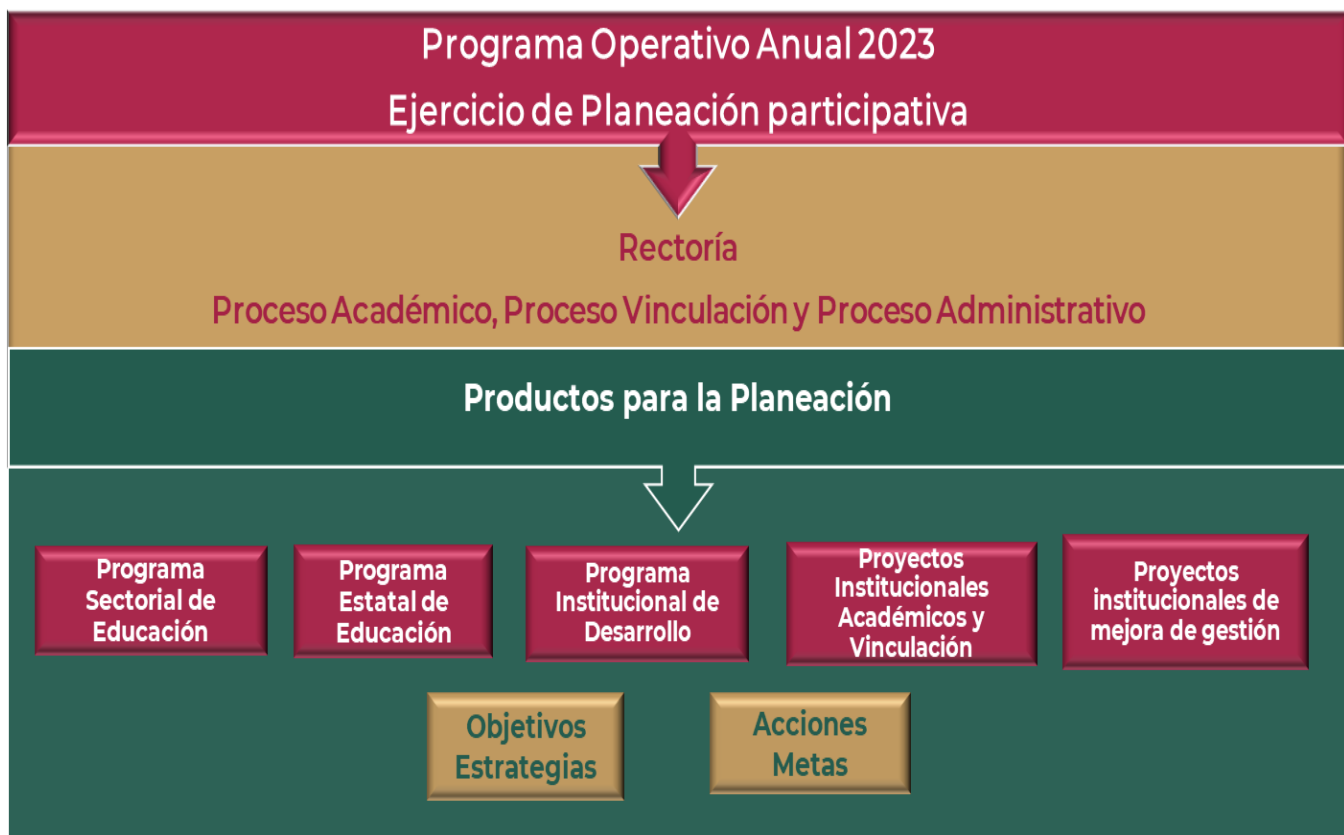 Programa Operativo Anual 2023
Ejercicio de Planeación participativa
Rectoría
Proceso Académico, Proceso Vinculación y Proceso Administrativo
Productos para la Planeación
Programa
Sectorial de
Educación
Programa
Estatal de
Educación
Programa
Institucional de
Desarrollo
Proyectos
Institucionales
Académicos y
Vinculación
Proyectos
institucionales de
mejora de gestión
Objetivos
Estrategias
Acciones
Metas